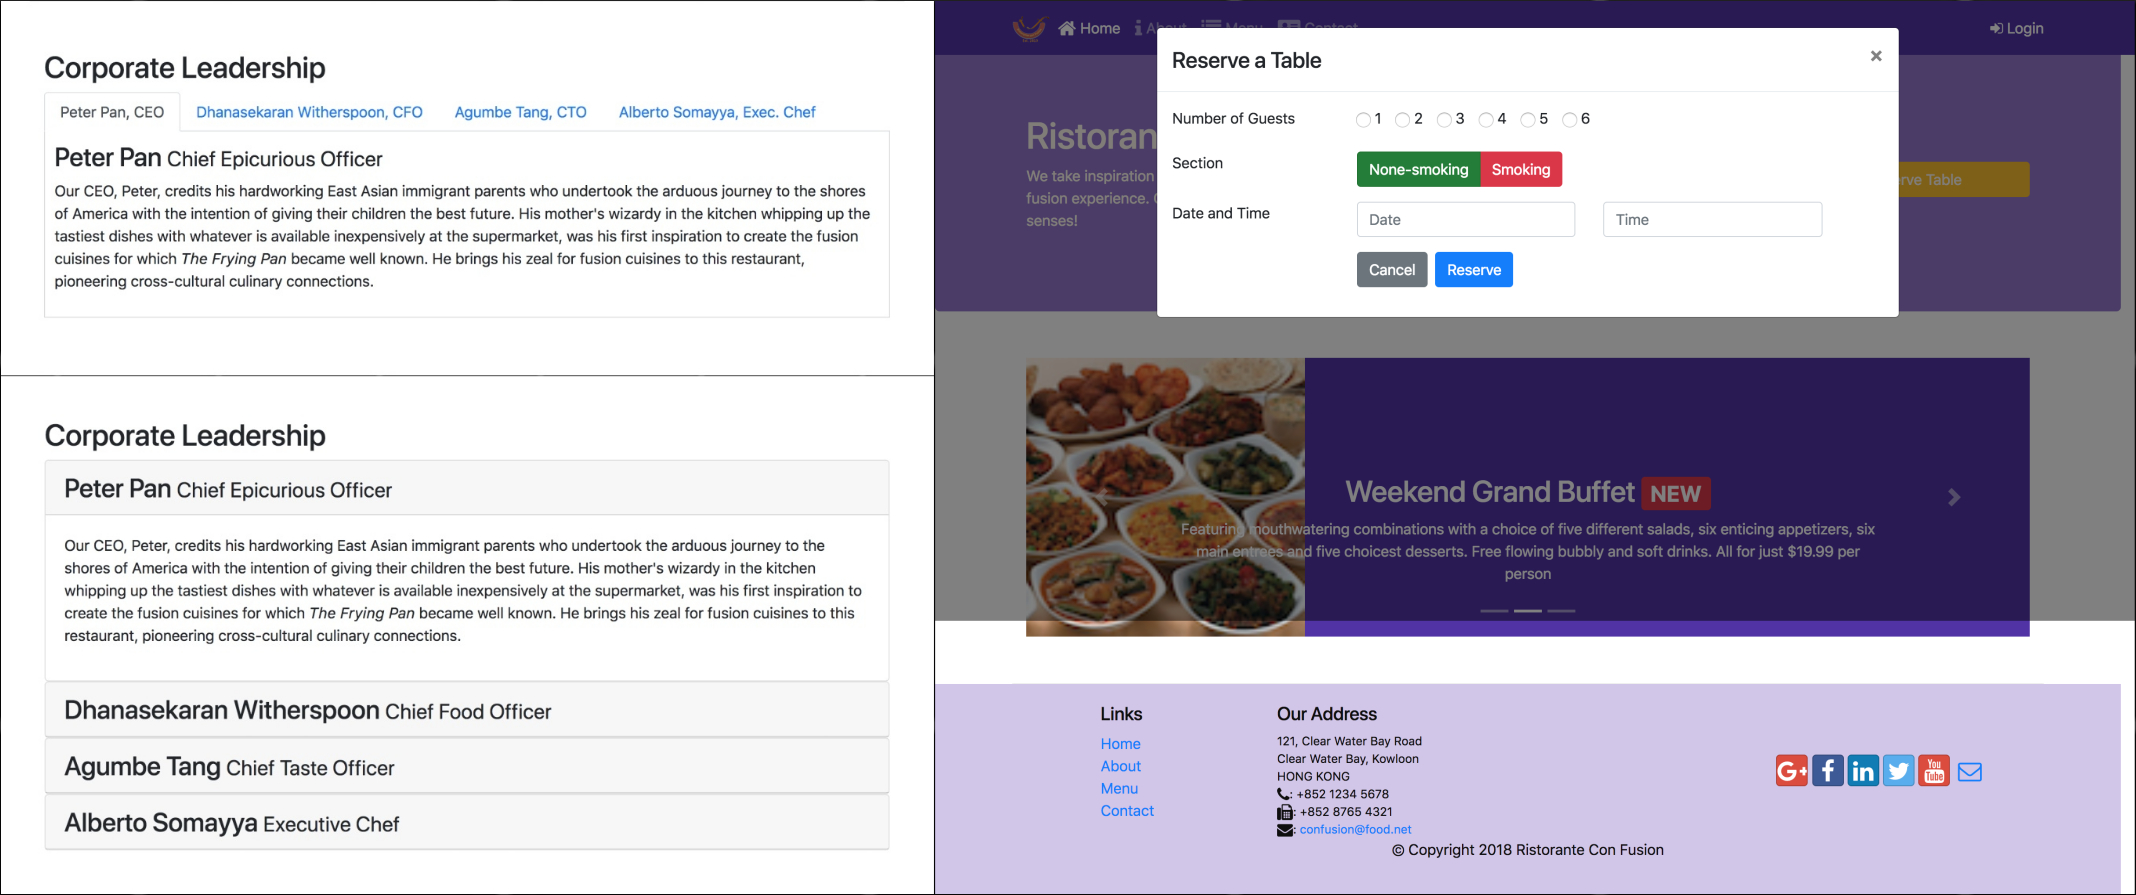 Corporate Leadership
Peter Pan, CEO Dhanasekaran Witherspoon, CFO Agumbe Tang, CTO Alberto Somayya, Exec. Chef
Peter Pan Chief Epicurious Officer
Our CEO, Peter, credits his hardworking East Asian immigrant parents who undertook the arduous journey to the shores
of America with the intention of giving their children the best future. His mother's wizardy in the kitchen whipping up the
tastiest dishes with whatever is available inexpensively at the supermarket, was his first inspiration to create the fusion
cuisines for which The Frying Pan became well known. He brings his zeal for fusion cuisines to this restaurant,
pioneering cross-cultural culinary connections.
Corporate Leadership
Peter Pan Chief Epicurious Officer
Our CEO, Peter, credits his hardworking East Asian immigrant parents who undertook the arduous journey to the
shores of America with the intention of giving their children the best future. His mother's wizardy in the kitchen
whipping up the tastiest dishes with whatever is available inexpensively at the supermarket, was his first inspiration to
create the fusion cuisines for which The Frying Pan became well known. He brings his zeal for fusion cuisines to this
restaurant, pioneering cross-cultural culinary connections.
Dhanasekaran Witherspoon Chief Food Officer
Agumbe Tang Chief Taste Officer
Alberto Somayya Executive Chef
Home About Menu Contact Login
Reserve a Table ×
Number of Guests 1 2 3 4 5 6
Section None-smoking Smoking
Date and Time Date Time
Cancel Reserve
Ristoran
We take inspiration
fusion experience.
senses!
rve Table
Weekend Grand Buffet NEW
Featuring mouthwatering combinations with a choice of five different salads, six enticing appetizers, six
main entrees and five choicest desserts. Free flowing bubbly and soft drinks. All for just $19.99 per
person
Links
Home
About
Menu
Contact
Our Address
121, Clear Water Bay Road
Clear Water Bay, Kowloon
HONG KONG
: +852 1234 5678
: +852 8765 4321
: confusion@food.net
G+ f in You Tube
© Copyright 2018 Ristorante Con Fusion